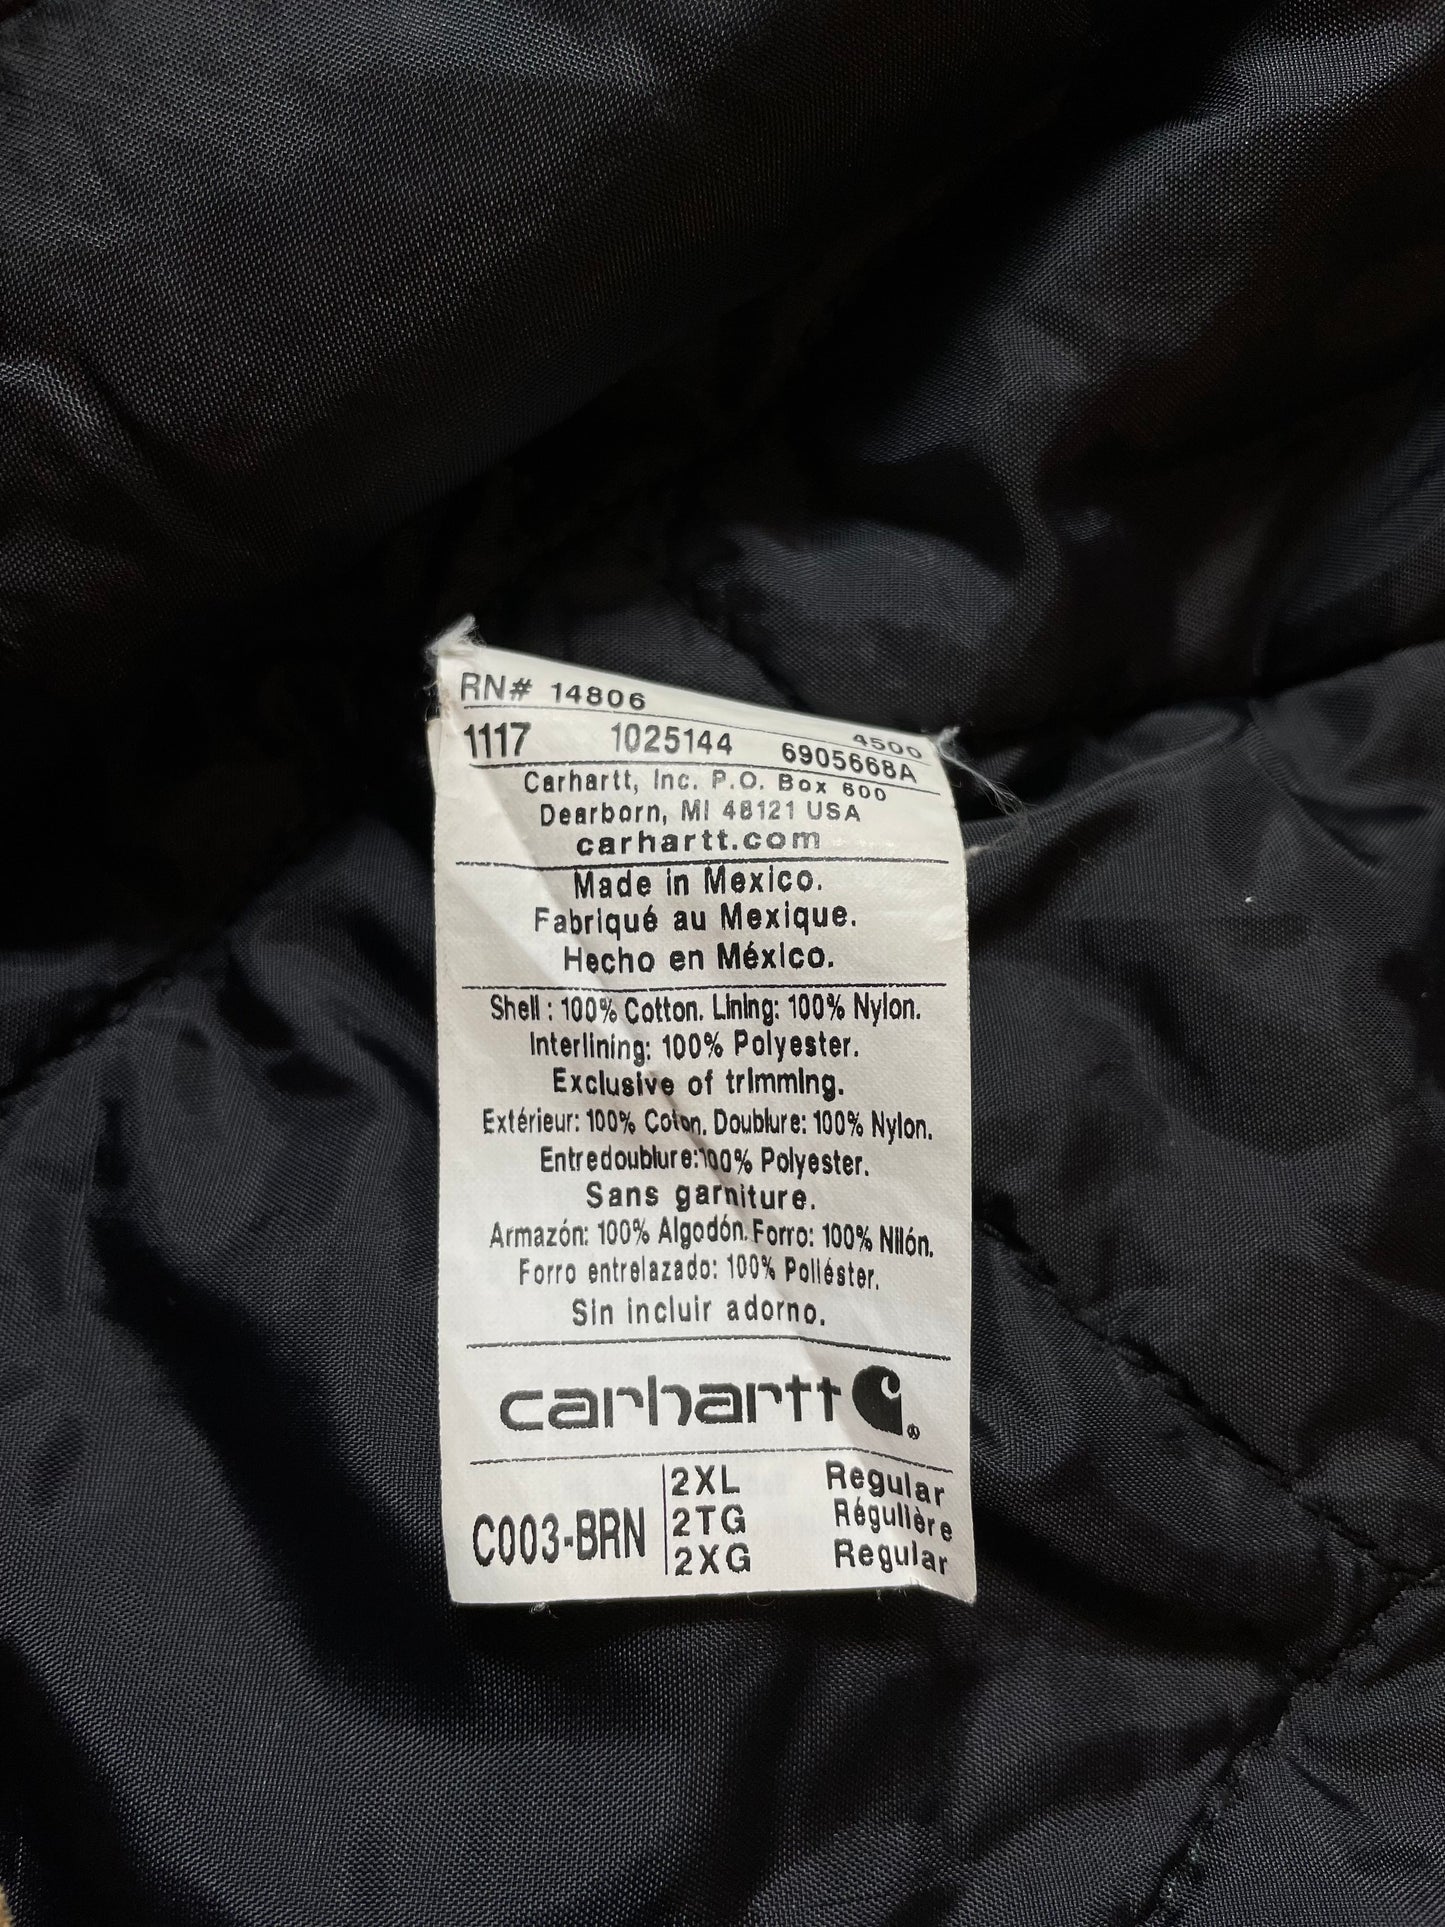 RN# 14806
1117 1025144 6905668A 4500
Carhartt, Inc. P.O. Box 600
Dearborn, MI 48121 USA
carhartt.com
Made in Mexico.
Fabriqué au Mexique.
Hecho en México.
Shell : 100% Cotton. Lining: 100% Nylon.
Interlining: 100% Polyester.
Exclusive of trimming.
Extérieur: 100% Coton. Doublure: 100% Nylon.
Entredoublure:100% Polyester.
Sans garniture.
Armazón: 100% Algodón. Forro: 100% Nilón.
Forro entrelazado: 100% Poliéster.
Sin incluir adorno.
carhartt ®
C003-BRN
2XL Regular
2TG Régulière
2XG Regular